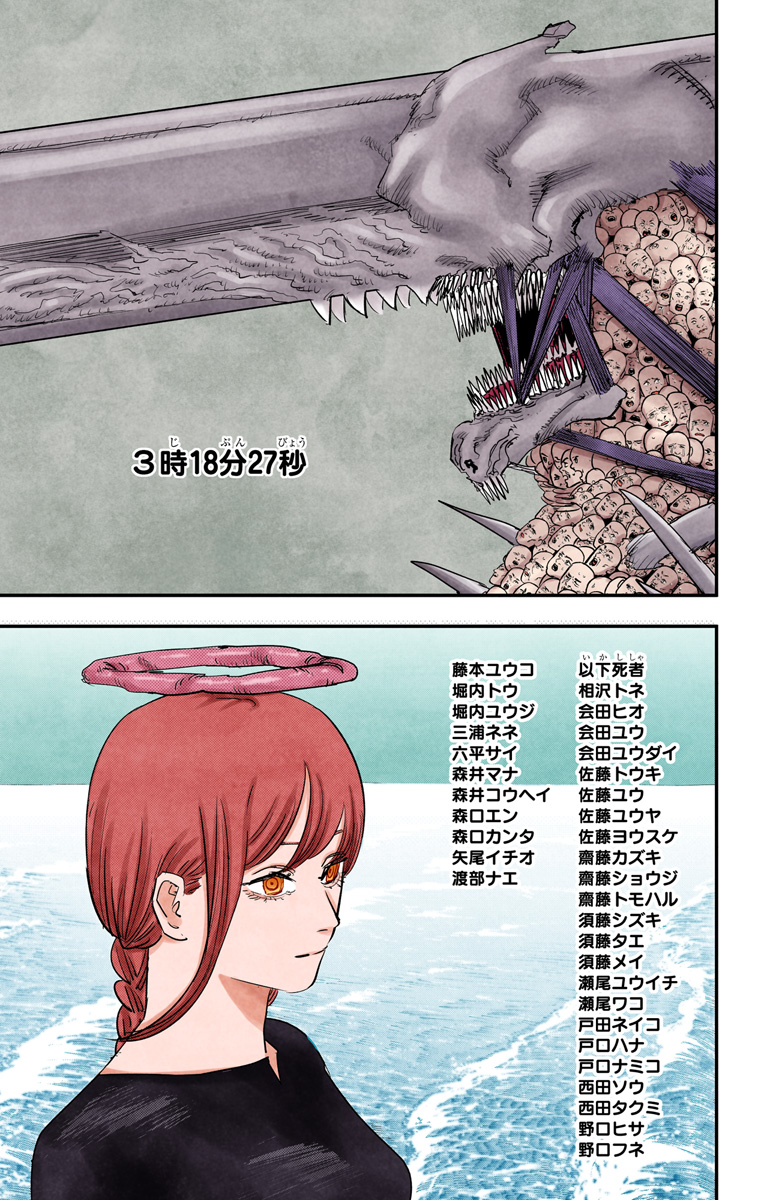 3時18分27秒
以下死者
相沢トネ
会田ヒオ
会田ユウ
会田ユウダイ
佐藤トウキ
佐藤ユウ
佐藤ユウヤ
佐藤ヨウスケ
齋藤カズキ
齋藤ショウジ
齋藤トモハル
須藤シズキ
須藤タエ
須藤メイ
瀬尾ユウイチ
瀬尾ワコ
戸田ネイコ
戸口ハナ
戸口ナミコ
西田ソウ
西田タクミ
野口ヒサ
野口フネ
藤本ユウコ
堀内トウ
堀内ユウジ
三浦ネネ
六平サイ
森井マナ
森井コウヘイ
森口エン
森口カンタ
矢尾イチオ
渡部ナエ